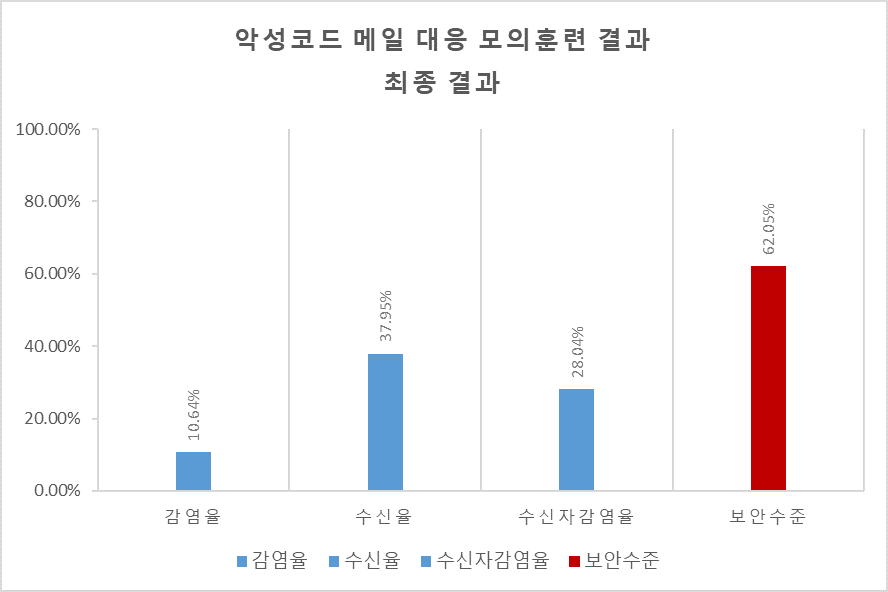 악성코드 메일 대응 모의훈련 결과
최종 결과
100.00%
80.00%
60.00%
40.00%
20.00%
0.00%
10.64%
37.95%
28.04%
62.05%
감염율
수신율
수신자감염율
보안수준
감염율 수신율 수신자감염율 보안수준